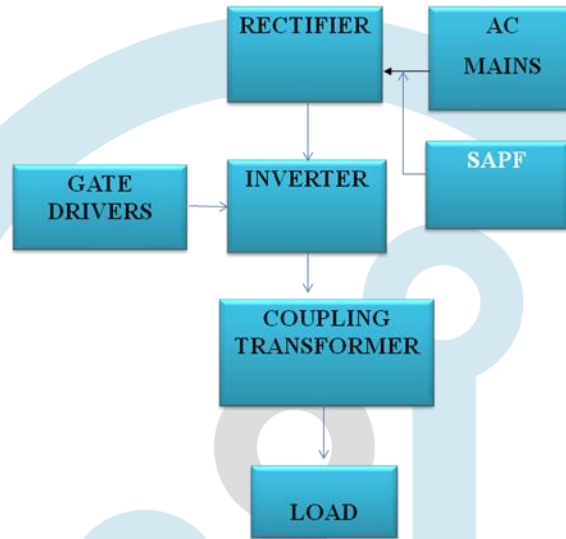 RECTIFIER
AC
MAINS
SAPF
GATE
DRIVERS
INVERTER
COUPLING
TRANSFORMER
LOAD